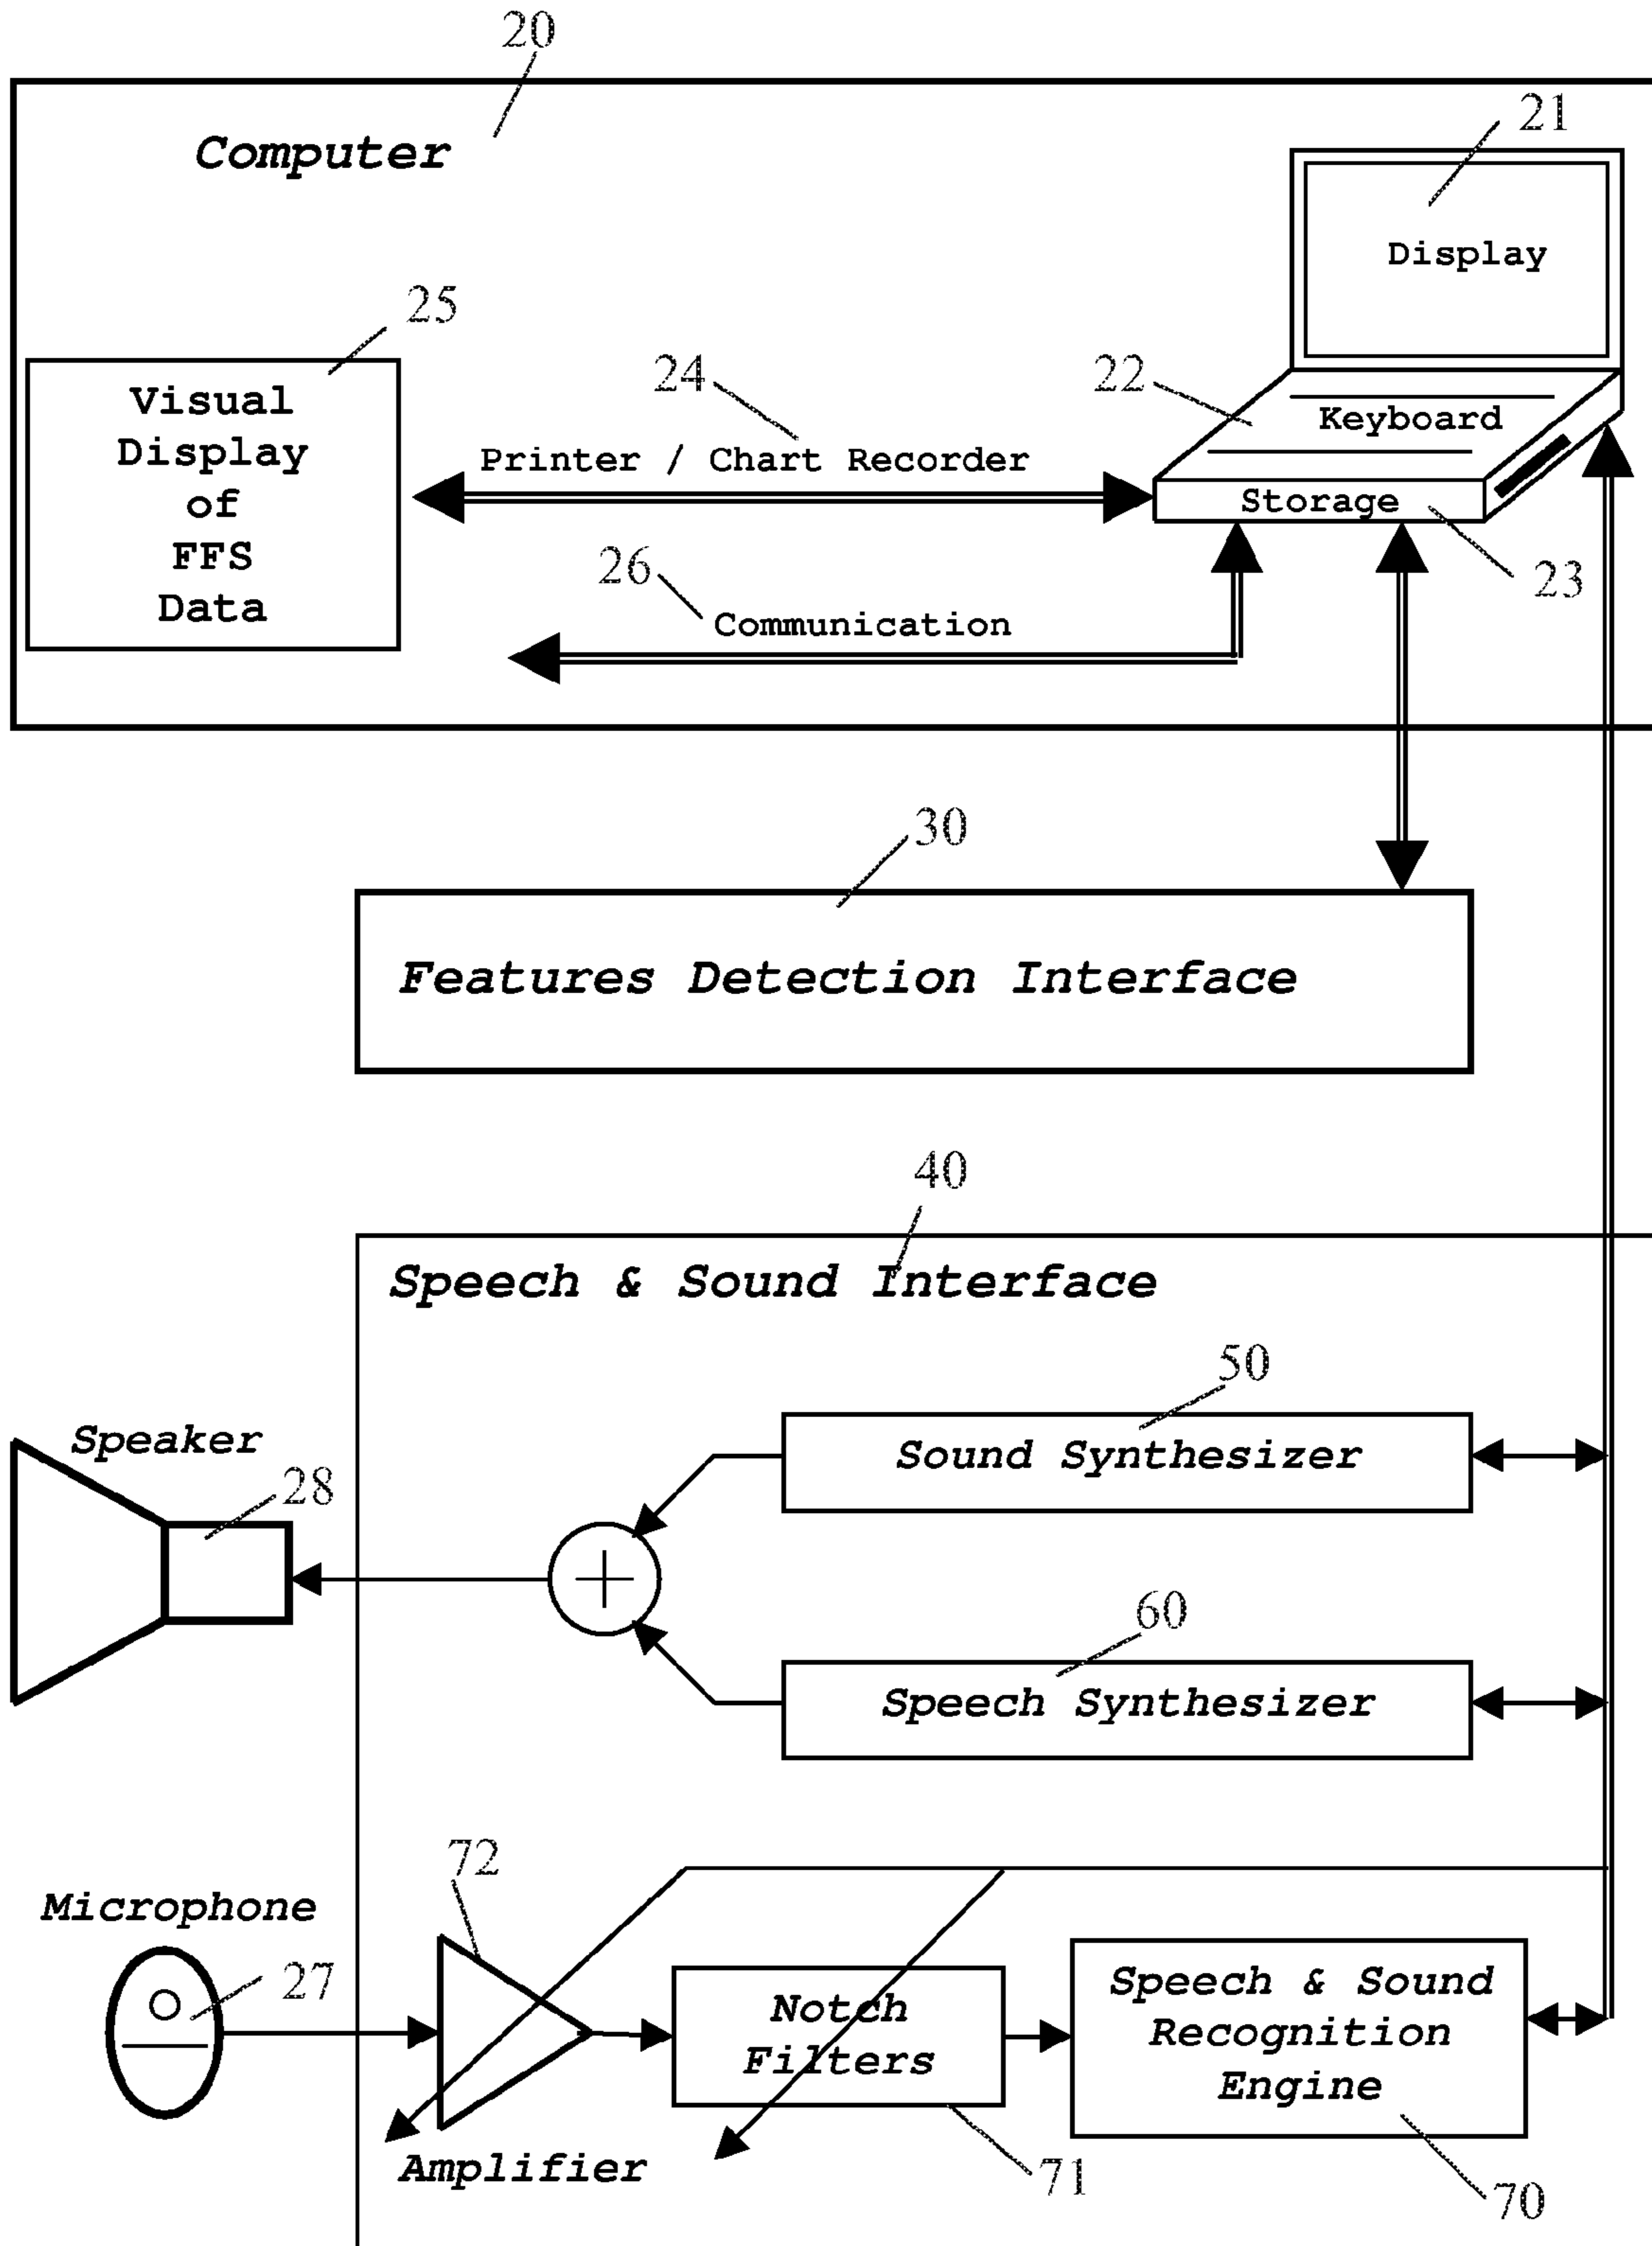 20
Computer
21
Display
25
Visual
Display
of
FFS
Data
24
Printer / Chart Recorder
22
Keyboard
Storage
23
26
Communication
30
Features Detection Interface
40
Speech & Sound Interface
50
Sound Synthesizer
Speaker
28
+
60
Speech Synthesizer
72
Microphone
27
Amplifier
Notch
Filters
71
Speech & Sound
Recognition
Engine
70